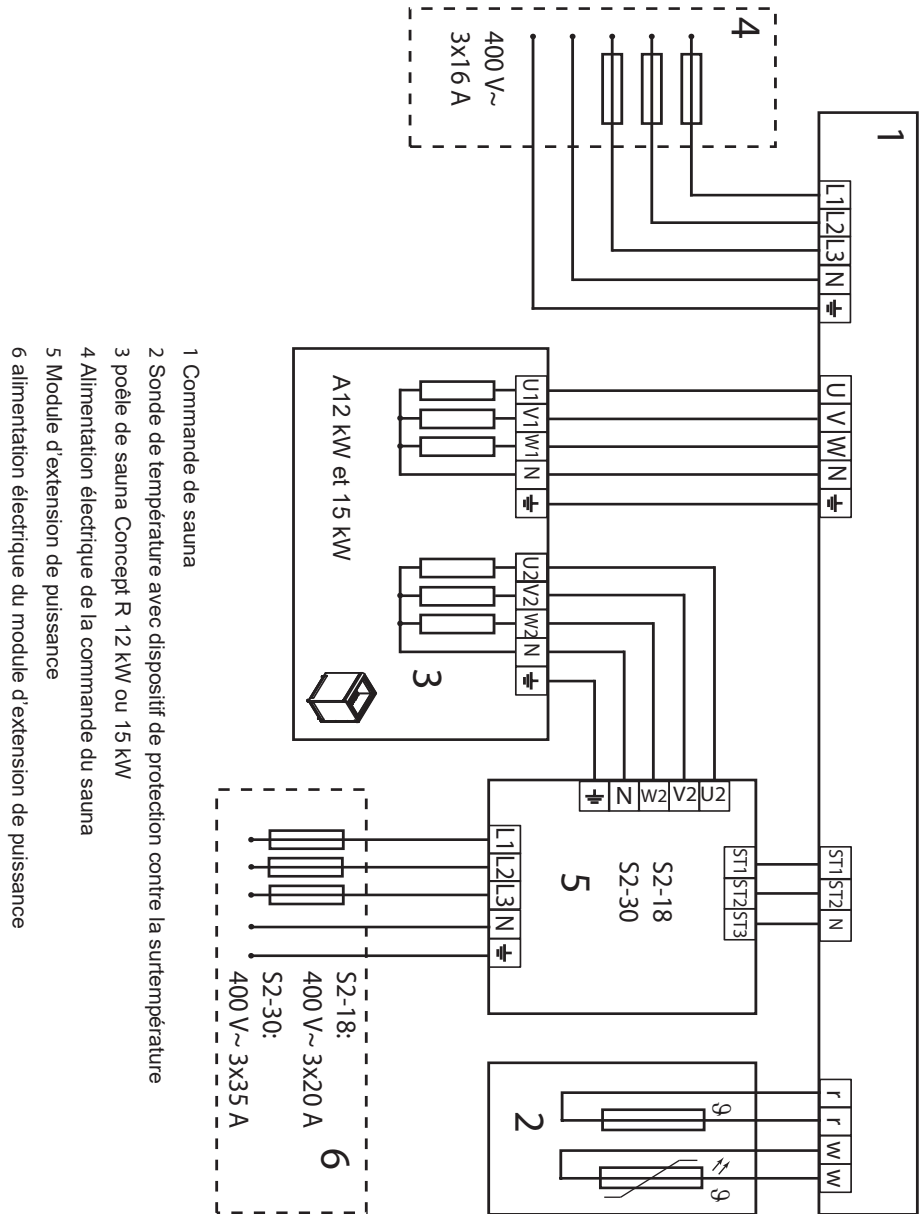 1
L1 L2 L3 N ⏚
U V W N ⏚
ST1 ST2 N
r r w w
4
400 V~
3x16 A
U1 V1 W1 N ⏚
U2 V2 W2 N ⏚
A12 kW et 15 kW
3
⏚ N W2 V2 U2
ST1 ST2 ST3
S2-18
S2-30
5
L1 L2 L3 N ⏚
S2-18:
400 V~ 3x20 A
S2-30:
400 V~ 3x35 A
6
ϑ
ϑ
2
1 Commande de sauna
2 Sonde de température avec dispositif de protection contre la surtempérature
3 poêle de sauna Concept R 12 kW ou 15 kW
4 Alimentation électrique de la commande du sauna
5 Module d'extension de puissance
6 alimentation électrique du module d'extension de puissance